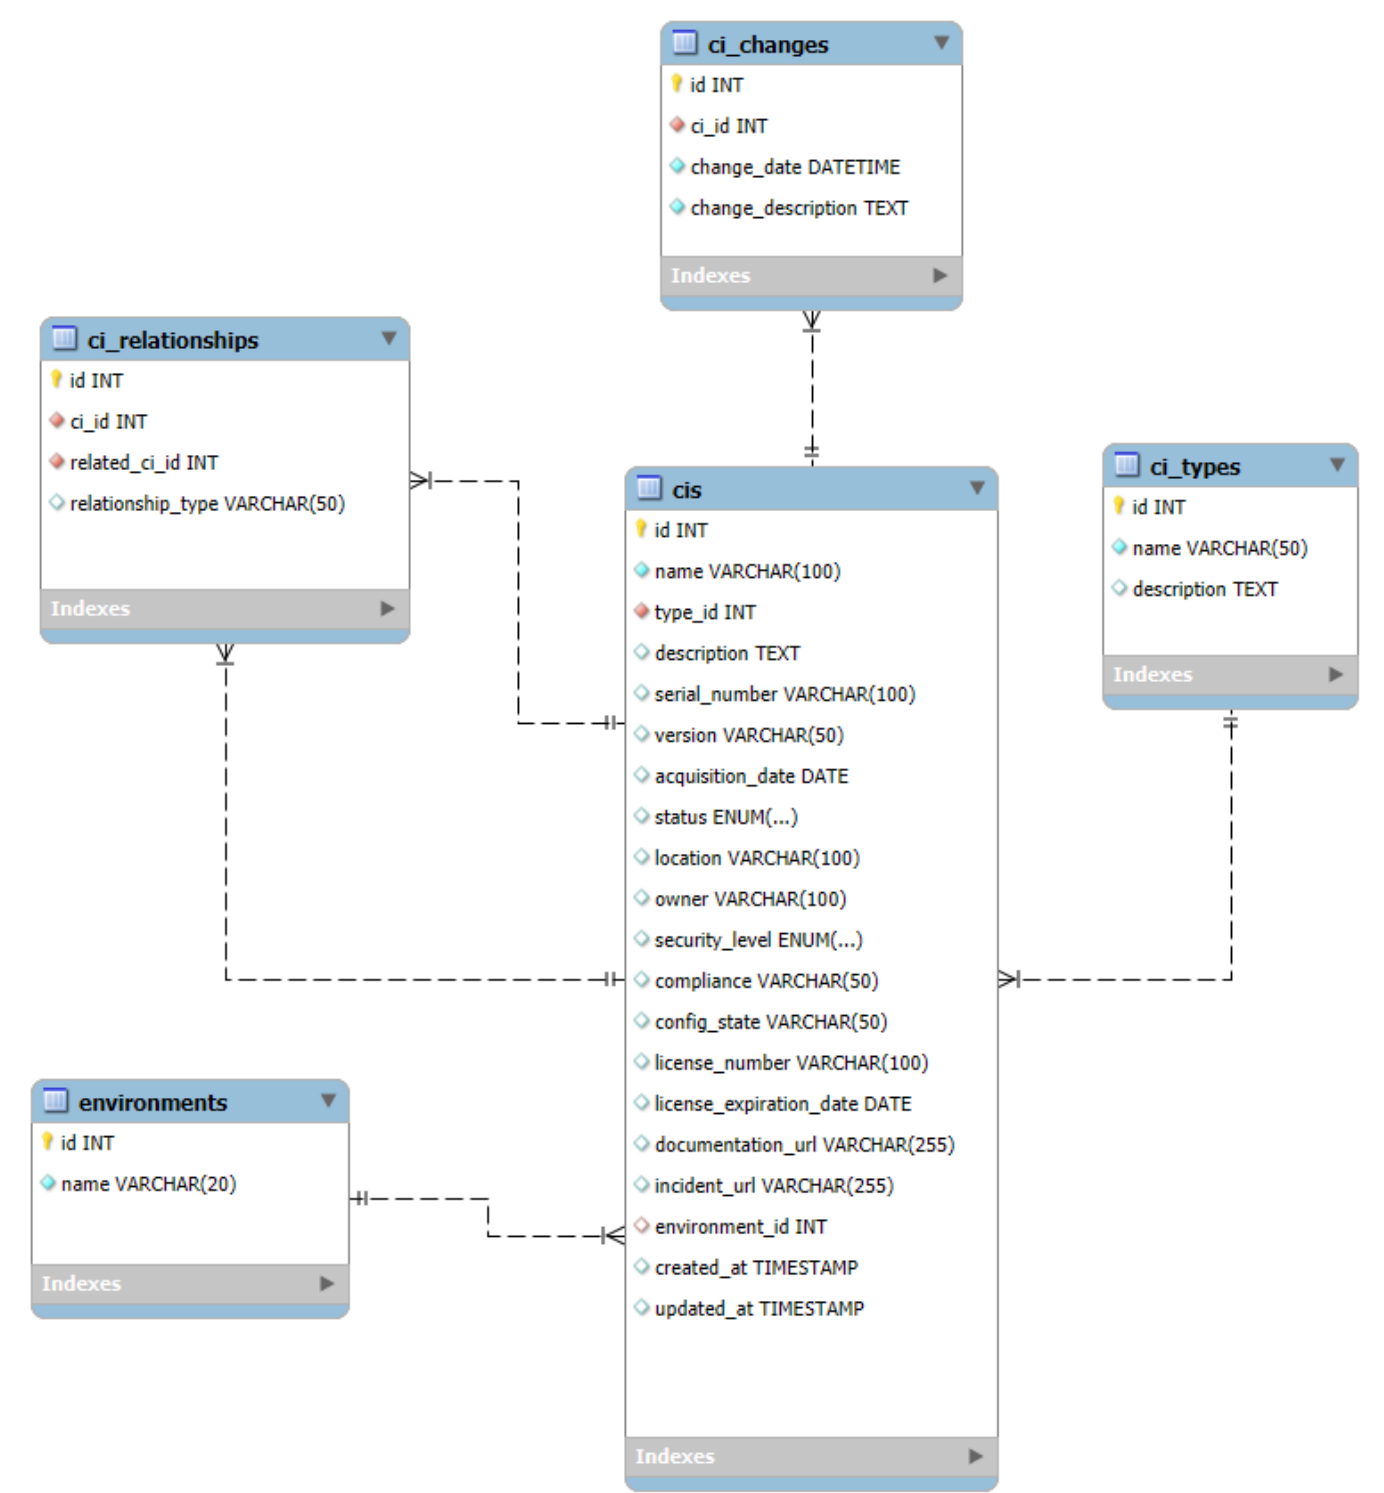 ci_changes
id INT
ci_id INT
change_date DATETIME
change_description TEXT
Indexes
ci_relationships
id INT
ci_id INT
related_ci_id INT
relationship_type VARCHAR(50)
Indexes
cis
id INT
name VARCHAR(100)
type_id INT
description TEXT
serial_number VARCHAR(100)
version VARCHAR(50)
acquisition_date DATE
status ENUM(...)
location VARCHAR(100)
owner VARCHAR(100)
security_level ENUM(...)
compliance VARCHAR(50)
config_state VARCHAR(50)
license_number VARCHAR(100)
license_expiration_date DATE
documentation_url VARCHAR(255)
incident_url VARCHAR(255)
environment_id INT
created_at TIMESTAMP
updated_at TIMESTAMP
Indexes
ci_types
id INT
name VARCHAR(50)
description TEXT
Indexes
environments
id INT
name VARCHAR(20)
Indexes